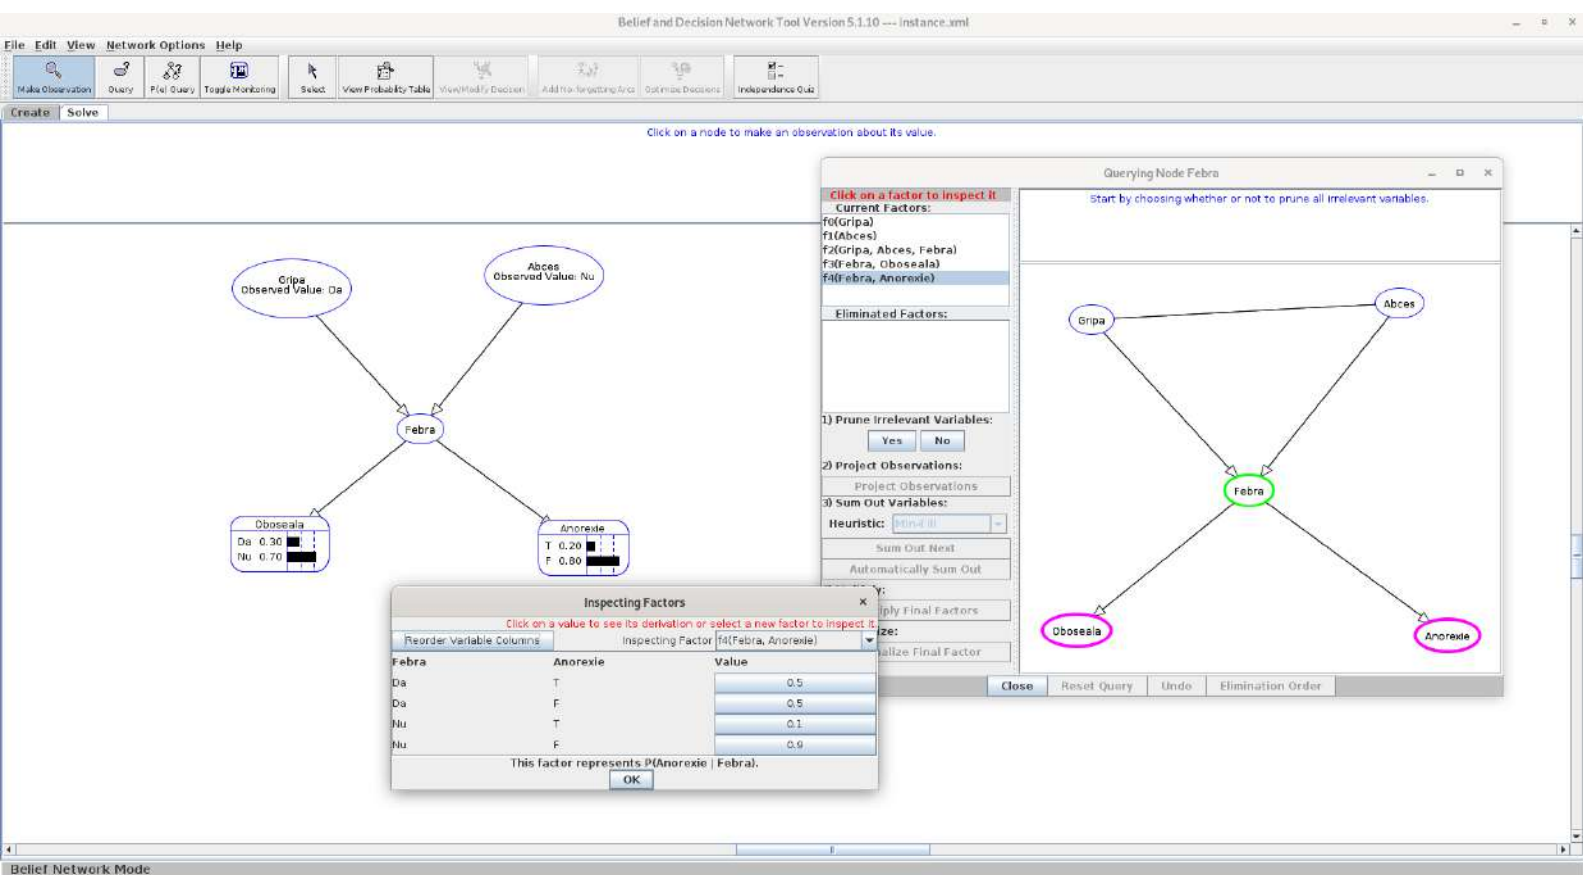 Belief and Decision Network Tool Version 5.1.10 --- instance.xml
File Edit View Network Options Help
Make Observation Query P(e) Query Toggle Monitoring Select View Probability Table View/Modify Decision Add No-forgetting Arcs Optimize Decisions Independence Quiz
Create Solve
Click on a node to make an observation about its value.
Gripa
Observed Value: Da
Abces
Observed Value: Nu
Febra
Oboseala
Da 0.30
Nu 0.70
Anorexie
T 0.20
F 0.80
Querying Node Febra
Click on a factor to inspect it
Current Factors:
f0(Gripa)
f1(Abces)
f2(Gripa, Abces, Febra)
f3(Febra, Oboseala)
f4(Febra, Anorexie)
Eliminated Factors:
1) Prune Irrelevant Variables:
Yes No
2) Project Observations:
Project Observations
3) Sum Out Variables:
Heuristic: Min-Fill
Sum Out Next
Automatically Sum Out
y:
iply Final Factors
ize:
alize Final Factor
Start by choosing whether or not to prune all irrelevant variables.
Gripa
Abces
Febra
Oboseala
Anorexie
Close Reset Query Undo Elimination Order
Inspecting Factors
Click on a value to see its derivation or select a new factor to inspect it.
Reorder Variable Columns Inspecting Factor f4(Febra, Anorexie)
Febra Anorexie Value
Da T 0.5
Da F 0.5
Nu T 0.1
Nu F 0.9
This factor represents P(Anorexie | Febra).
OK
Belief Network Mode